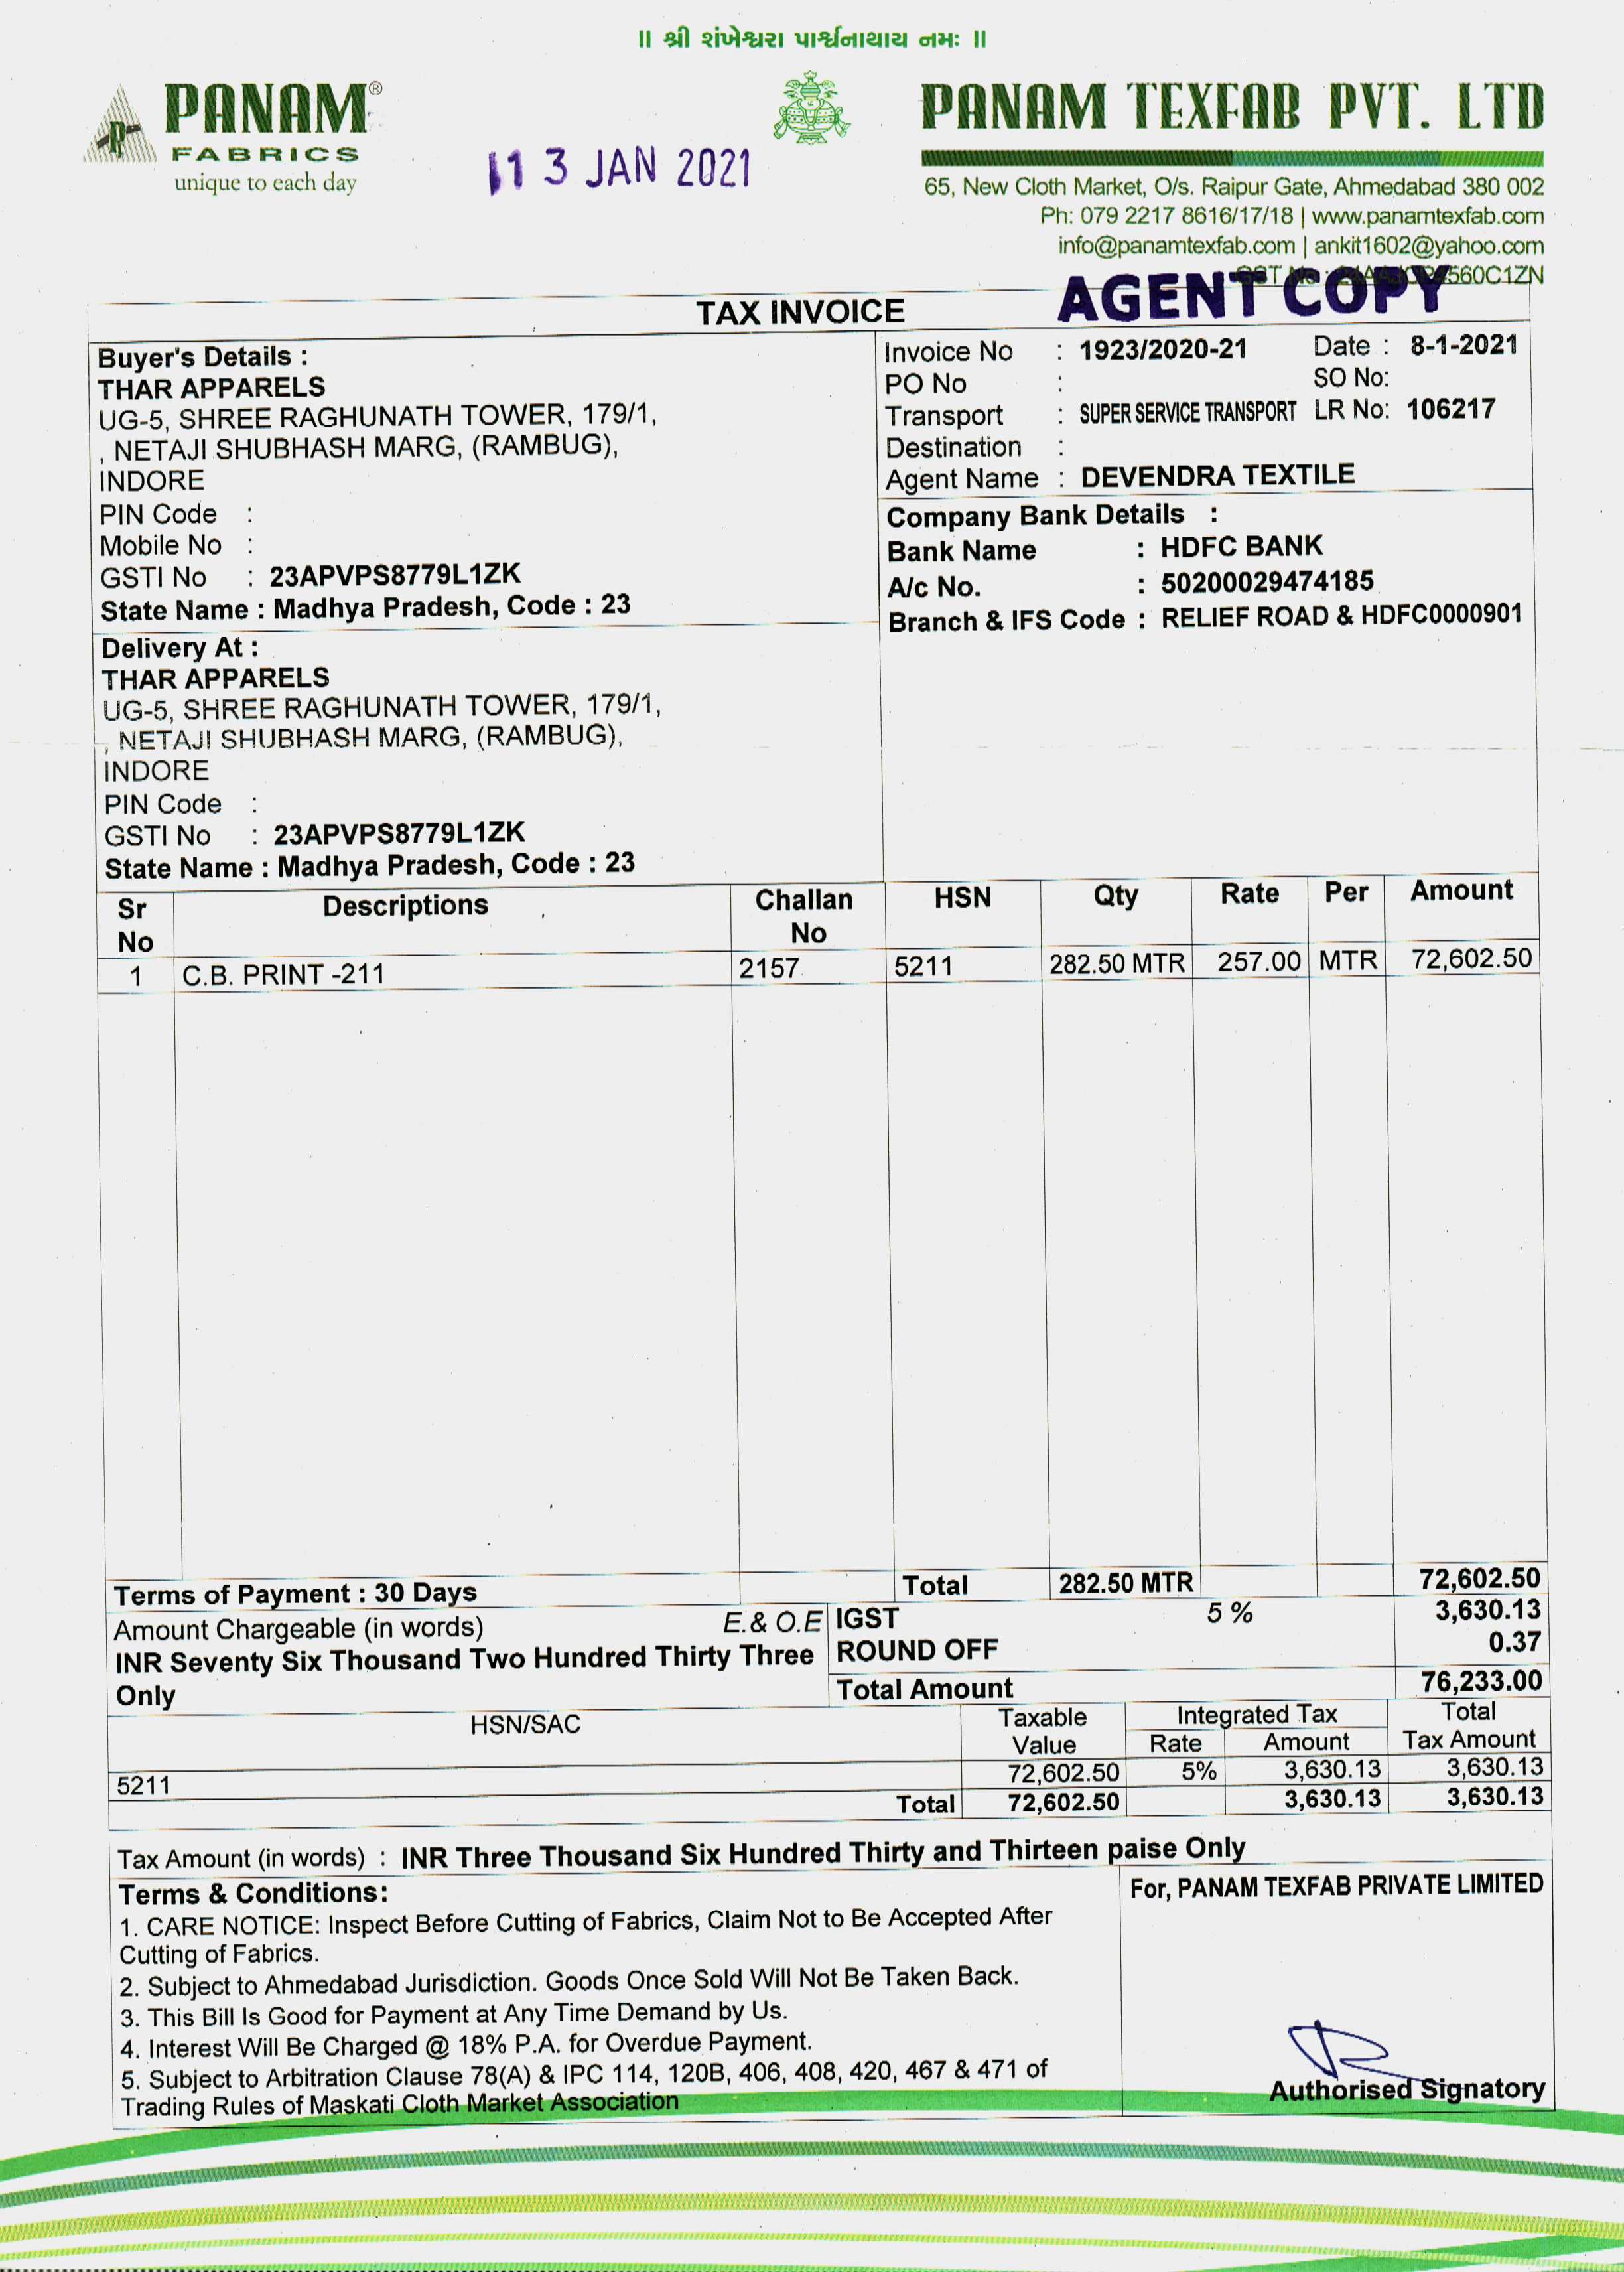 ॥ શ્રી શંખેશ્વરા પાર્શ્વનાથાય નમઃ ॥
PANAM®
FABRICS
unique to each day
13 JAN 2021
PANAM TEXFAB PVT. LTD
65, New Cloth Market, O/s. Raipur Gate, Ahmedabad 380 002
Ph: 079 2217 8616/17/18 | www.panamtexfab.com
info@panamtexfab.com | ankit1602@yahoo.com
GST No
AGENT COPY
TAX INVOICE
Buyer's Details :
THAR APPARELS
UG-5, SHREE RAGHUNATH TOWER, 179/1,
, NETAJI SHUBHASH MARG, (RAMBUG),
INDORE
PIN Code :
Mobile No :
GSTI No : 23APVPS8779L1ZK
State Name : Madhya Pradesh, Code : 23
Invoice No : 1923/2020-21 Date : 8-1-2021
PO No : SO No:
Transport : SUPER SERVICE TRANSPORT LR No: 106217
Destination :
Agent Name : DEVENDRA TEXTILE
Company Bank Details :
Bank Name : HDFC BANK
A/c No. : 50200029474185
Branch & IFS Code : RELIEF ROAD & HDFC0000901
Delivery At :
THAR APPARELS
UG-5, SHREE RAGHUNATH TOWER, 179/1,
, NETAJI SHUBHASH MARG, (RAMBUG),
INDORE
PIN Code :
GSTI No : 23APVPS8779L1ZK
State Name : Madhya Pradesh, Code : 23
Sr No Descriptions Challan No HSN Qty Rate Per Amount
1 C.B. PRINT -211 2157 5211 282.50 MTR 257.00 MTR 72,602.50
Terms of Payment : 30 Days Total 282.50 MTR 72,602.50
Amount Chargeable (in words) E.& O.E IGST 5 % 3,630.13
INR Seventy Six Thousand Two Hundred Thirty Three ROUND OFF 0.37
Only Total Amount 76,233.00
HSN/SAC Taxable Value Integrated Tax Total Tax Amount
Rate Amount
5211 72,602.50 5% 3,630.13 3,630.13
Total 72,602.50 3,630.13 3,630.13
Tax Amount (in words) : INR Three Thousand Six Hundred Thirty and Thirteen paise Only
Terms & Conditions:
1. CARE NOTICE: Inspect Before Cutting of Fabrics, Claim Not to Be Accepted After
Cutting of Fabrics.
2. Subject to Ahmedabad Jurisdiction. Goods Once Sold Will Not Be Taken Back.
3. This Bill Is Good for Payment at Any Time Demand by Us.
4. Interest Will Be Charged @ 18% P.A. for Overdue Payment.
5. Subject to Arbitration Clause 78(A) & IPC 114, 120B, 406, 408, 420, 467 & 471 of
Trading Rules of Maskati Cloth Market Association
For, PANAM TEXFAB PRIVATE LIMITED
Authorised Signatory